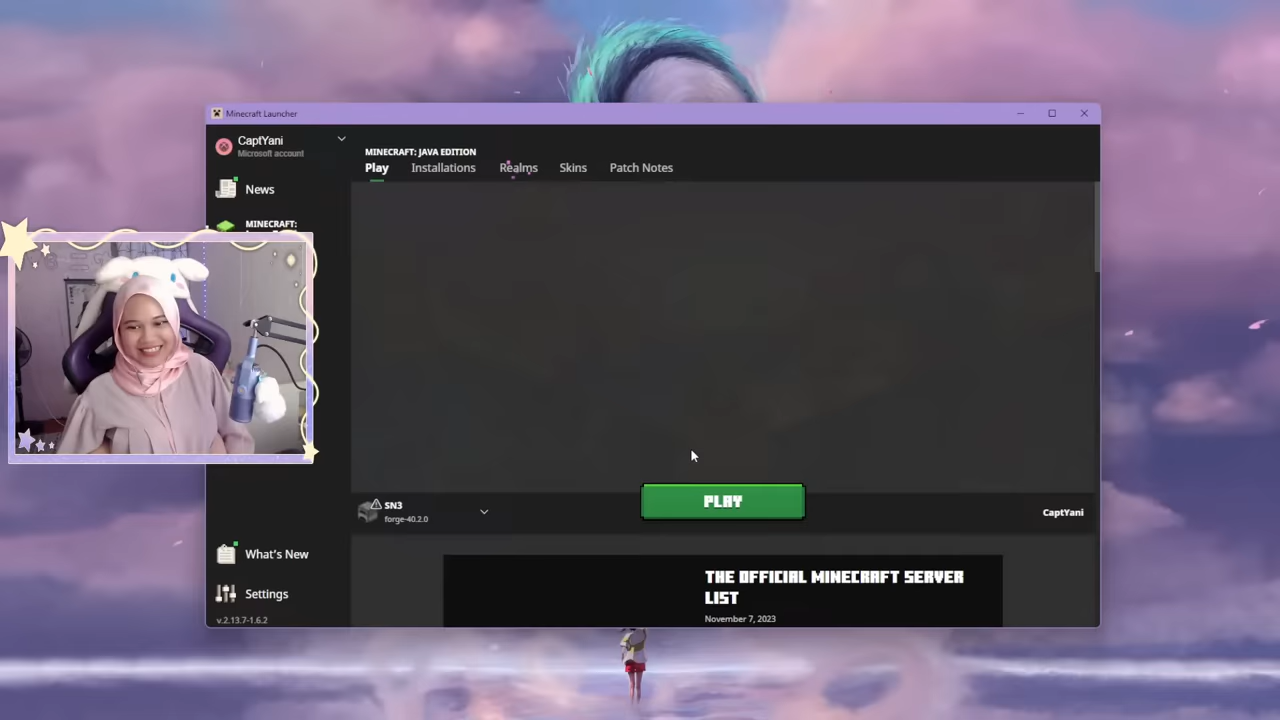 Minecraft Launcher
CaptYani
Microsoft account
MINECRAFT: JAVA EDITION
Play Installations Realms Skins Patch Notes
News
MINECRAFT:
SN3
forge-40.2.0
PLAY
CaptYani
What's New
Settings
v.2.13.7-1.6.2
THE OFFICIAL MINECRAFT SERVER
LIST
November 7, 2023